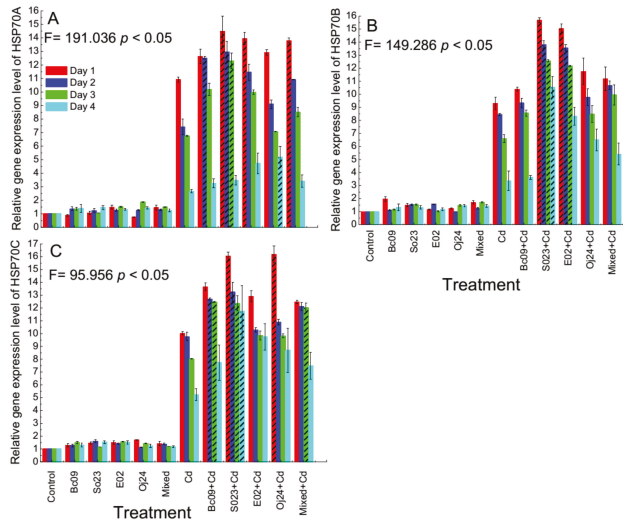 A
F= 191.036 p < 0.05
Relative gene expression level of HSP70A
16
15
14
13
12
11
10
9
8
7
6
5
4
3
2
1
Day 1
Day 2
Day 3
Day 4
Control
Bc09
So23
E02
Oj24
Mixed
B
F= 149.286 p < 0.05
Relative gene expression level of HSP70B
16
15
14
13
12
11
10
9
8
7
6
5
4
3
2
1
0
Control
Bc09
So23
E02
Oj24
Mixed
Cd
Bc09+Cd
S023+Cd
E02+Cd
Oj24+Cd
Mixed+Cd
Treatment
C
F= 95.956 p < 0.05
Relative gene expression level of HSP70C
17
16
15
14
13
12
11
10
9
8
7
6
5
4
3
2
1
0
Control
Bc09
So23
E02
Oj24
Mixed
Cd
Bc09+Cd
S023+Cd
E02+Cd
Oj24+Cd
Mixed+Cd
Treatment